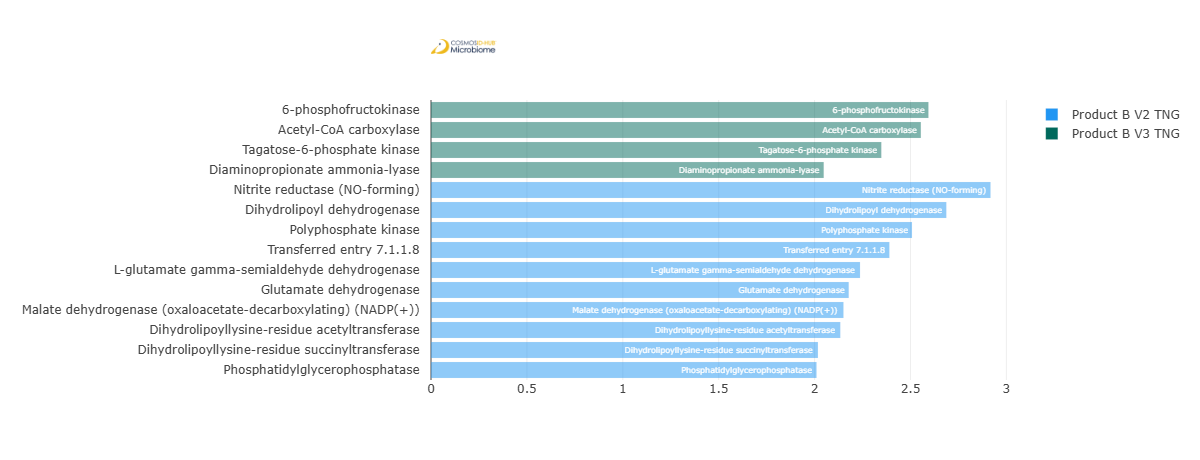 COSMOSID-HUB
Microbiome
6-phosphofructokinase
6-phosphofructokinase
Acetyl-CoA carboxylase
Acetyl-CoA carboxylase
Tagatose-6-phosphate kinase
Tagatose-6-phosphate kinase
Diaminopropionate ammonia-lyase
Diaminopropionate ammonia-lyase
Nitrite reductase (NO-forming)
Nitrite reductase (NO-forming)
Dihydrolipoyl dehydrogenase
Dihydrolipoyl dehydrogenase
Polyphosphate kinase
Polyphosphate kinase
Transferred entry 7.1.1.8
Transferred entry 7.1.1.8
L-glutamate gamma-semialdehyde dehydrogenase
L-glutamate gamma-semialdehyde dehydrogenase
Glutamate dehydrogenase
Glutamate dehydrogenase
Malate dehydrogenase (oxaloacetate-decarboxylating) (NADP(+))
Malate dehydrogenase (oxaloacetate-decarboxylating) (NADP(+))
Dihydrolipoyllysine-residue acetyltransferase
Dihydrolipoyllysine-residue acetyltransferase
Dihydrolipoyllysine-residue succinyltransferase
Dihydrolipoyllysine-residue succinyltransferase
Phosphatidylglycerophosphatase
Phosphatidylglycerophosphatase
0 0.5 1 1.5 2 2.5 3
Product B V2 TNG
Product B V3 TNG